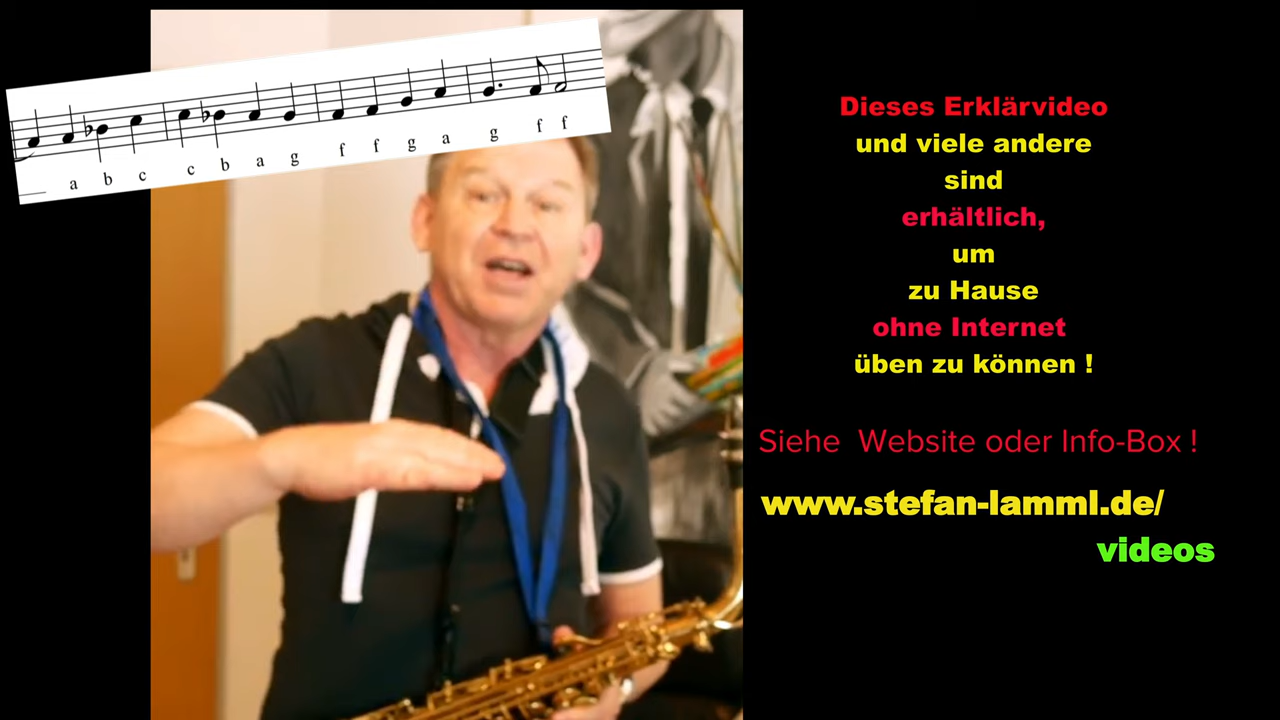 a b c c b a g f f g a g f f
Dieses Erklärvideo
und viele andere
sind
erhältlich,
um
zu Hause
ohne Internet
üben zu können !
Siehe Website oder Info-Box !
www.stefan-lamml.de/
videos